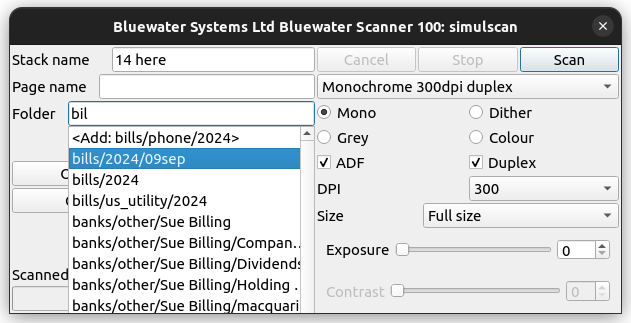 Bluewater Systems Ltd Bluewater Scanner 100: simulscan
Stack name
14 here
Cancel
Stop
Scan
Page name
Monochrome 300dpi duplex
Folder
bil
Mono
Dither
<Add: bills/phone/2024>
Grey
Colour
bills/2024/09sep
ADF
Duplex
bills/2024
DPI
300
bills/us_utility/2024
Size
Full size
banks/other/Sue Billing
banks/other/Sue Billing/Compan...
Exposure
0
banks/other/Sue Billing/Dividends
Scanned
banks/other/Sue Billing/Holding ...
Contrast
0
banks/other/Sue Billing/macquari